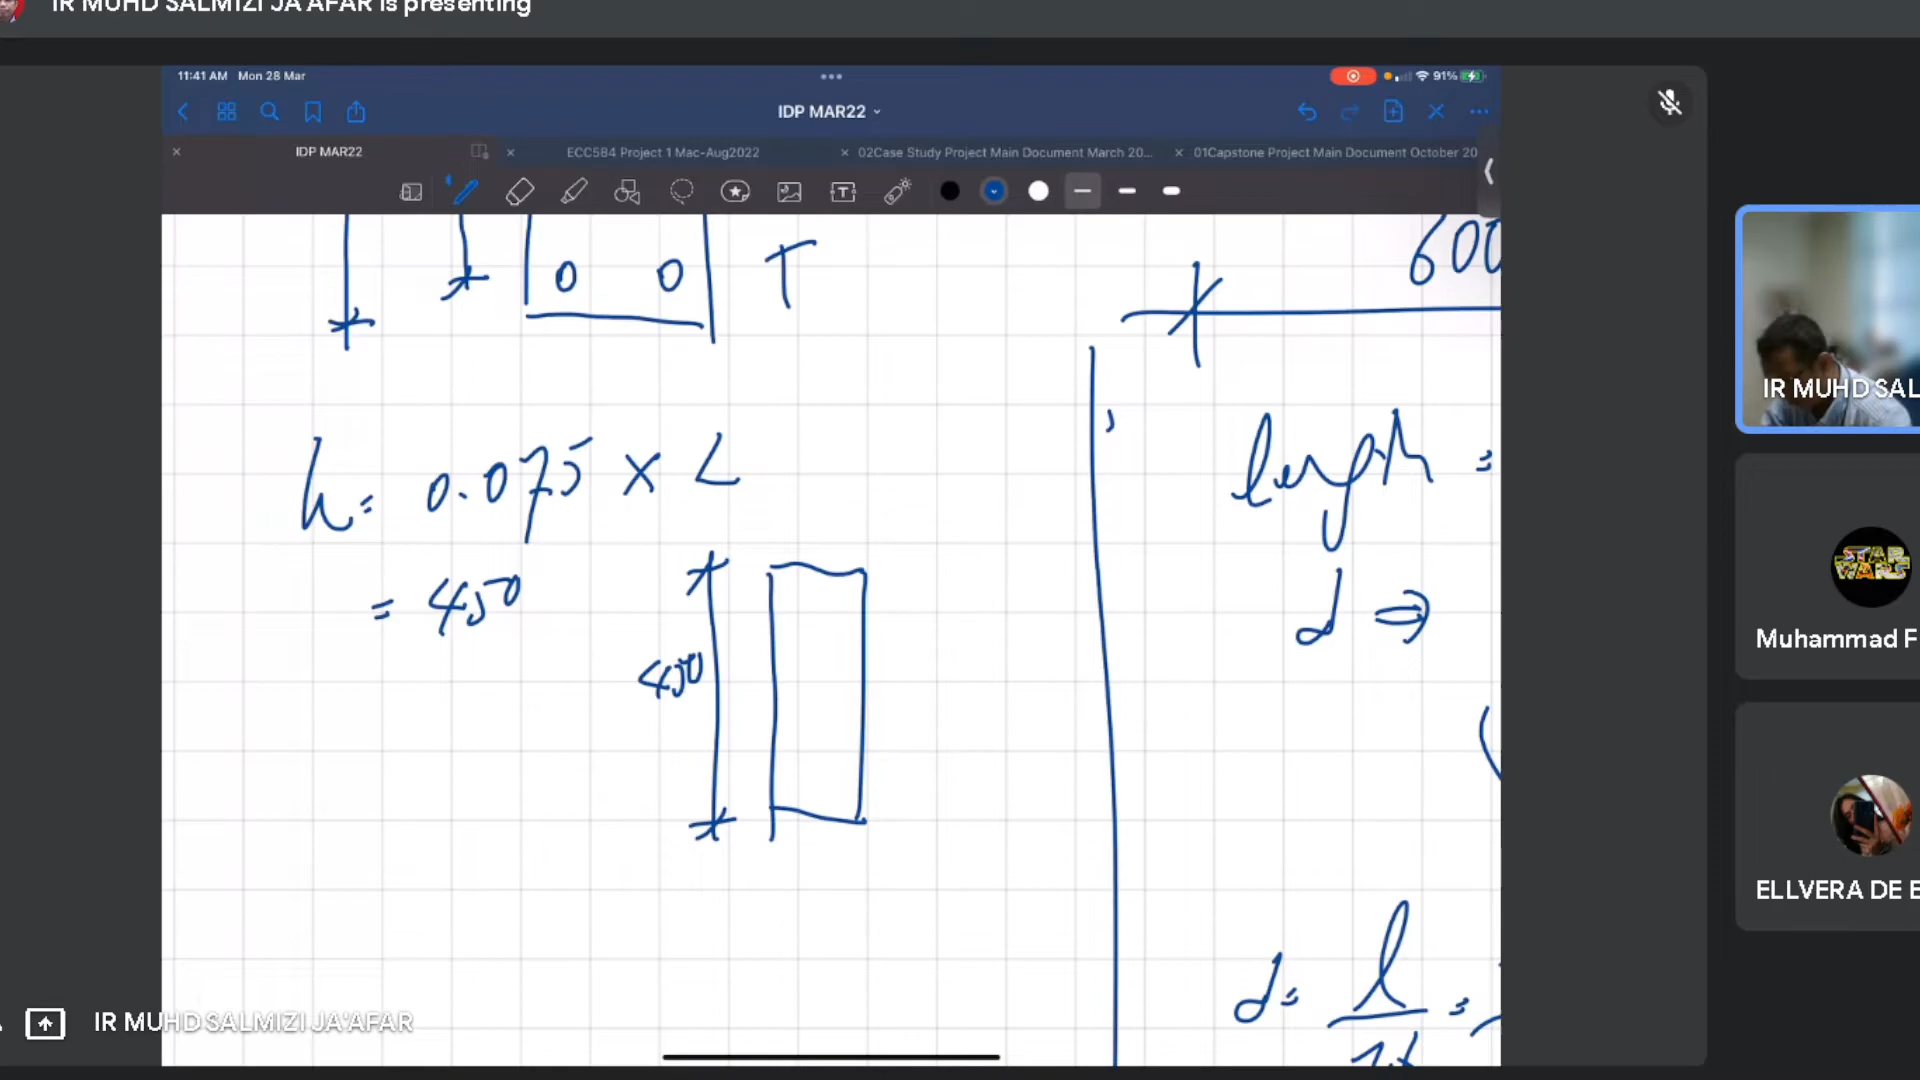 IR MUHD SALMIZI JA'AFAR is presenting
11:41 AM Mon 28 Mar
91%
IDP MAR22
IDP MAR22
ECC584 Project 1 Mac-Aug2022
02Case Study Project Main Document March 20...
01Capstone Project Main Document October 20
T
0 0 T
600
h = 0.075 x L
= 450
450
length =
d ⇒
d = l
IR MUHD SAL
STAR WARS
Muhammad F
ELLVERA DE B
IR MUHD SALMIZI JA'AFAR